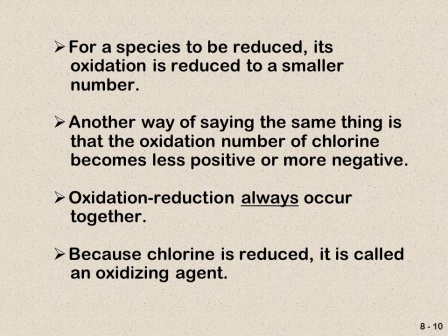 ➢For a species to be reduced, its
oxidation is reduced to a smaller
number.
➢Another way of saying the same thing is
that the oxidation number of chlorine
becomes less positive or more negative.
➢Oxidation-reduction always occur
together.
➢Because chlorine is reduced, it is called
an oxidizing agent.
8 - 10